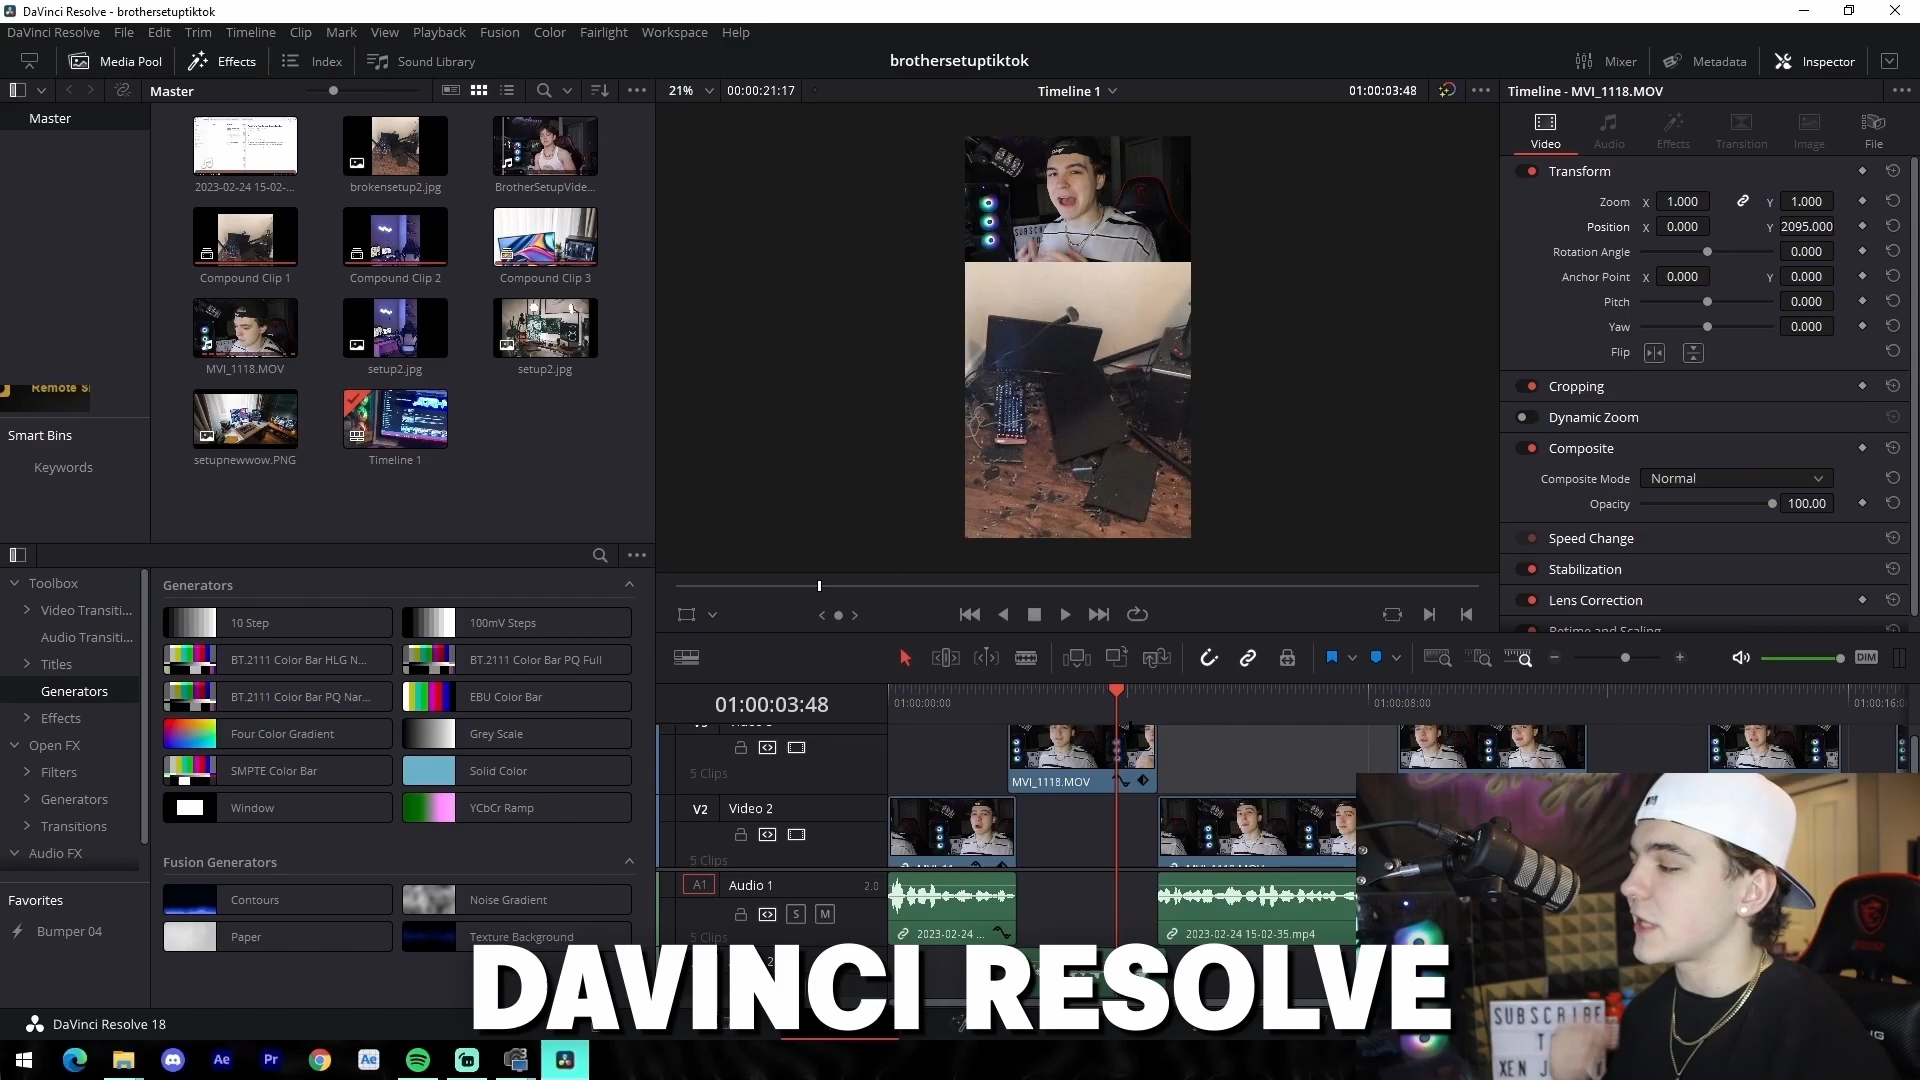 DaVinci Resolve - brothersetuptiktok
DaVinci Resolve File Edit Trim Timeline Clip Mark View Playback Fusion Color Fairlight Workspace Help
Media Pool Effects Index Sound Library
brothersetuptiktok
Mixer Metadata Inspector
Master
21% 00:00:21:17
Timeline 1
01:00:03:48
Timeline - MVI_1118.MOV
Master
2023-02-24 15-02-...
brokensetup2.jpg
BrotherSetupVide...
Compound Clip 1
Compound Clip 2
Compound Clip 3
MVI_1118.MOV
setup2.jpg
setup2.jpg
setupnewwow.PNG
Timeline 1
Smart Bins
Keywords
Video
Audio
Effects
Transition
Image
File
Transform
Zoom X 1.000 Y 1.000
Position X 0.000 Y 2095.000
Rotation Angle 0.000
Anchor Point X 0.000 Y 0.000
Pitch 0.000
Yaw 0.000
Flip
Cropping
Dynamic Zoom
Composite
Composite Mode Normal
Opacity 100.00
Speed Change
Stabilization
Lens Correction
Retime and Scaling
Toolbox
Video Transiti...
Audio Transiti...
Titles
Generators
Effects
Open FX
Filters
Generators
Transitions
Audio FX
Favorites
Bumper 04
Generators
10 Step
100mV Steps
BT.2111 Color Bar HLG N...
BT.2111 Color Bar PQ Full
BT.2111 Color Bar PQ Nar...
EBU Color Bar
Four Color Gradient
Grey Scale
SMPTE Color Bar
Solid Color
Window
YCbCr Ramp
Fusion Generators
Contours
Noise Gradient
Paper
Texture Background
DIM
01:00:03:48
01:00:00:00
01:00:08:00
01:00:16:0
5 Clips
MVI_1118.MOV
V2 Video 2
5 Clips
A1 Audio 1 2.0
S M
5 Clips
2023-02-24 ...
2023-02-24 15-02-35.mp4
DAVINCI RESOLVE
SUBSCRIBE
XEN
DaVinci Resolve 18
Ae
Pr
Ae